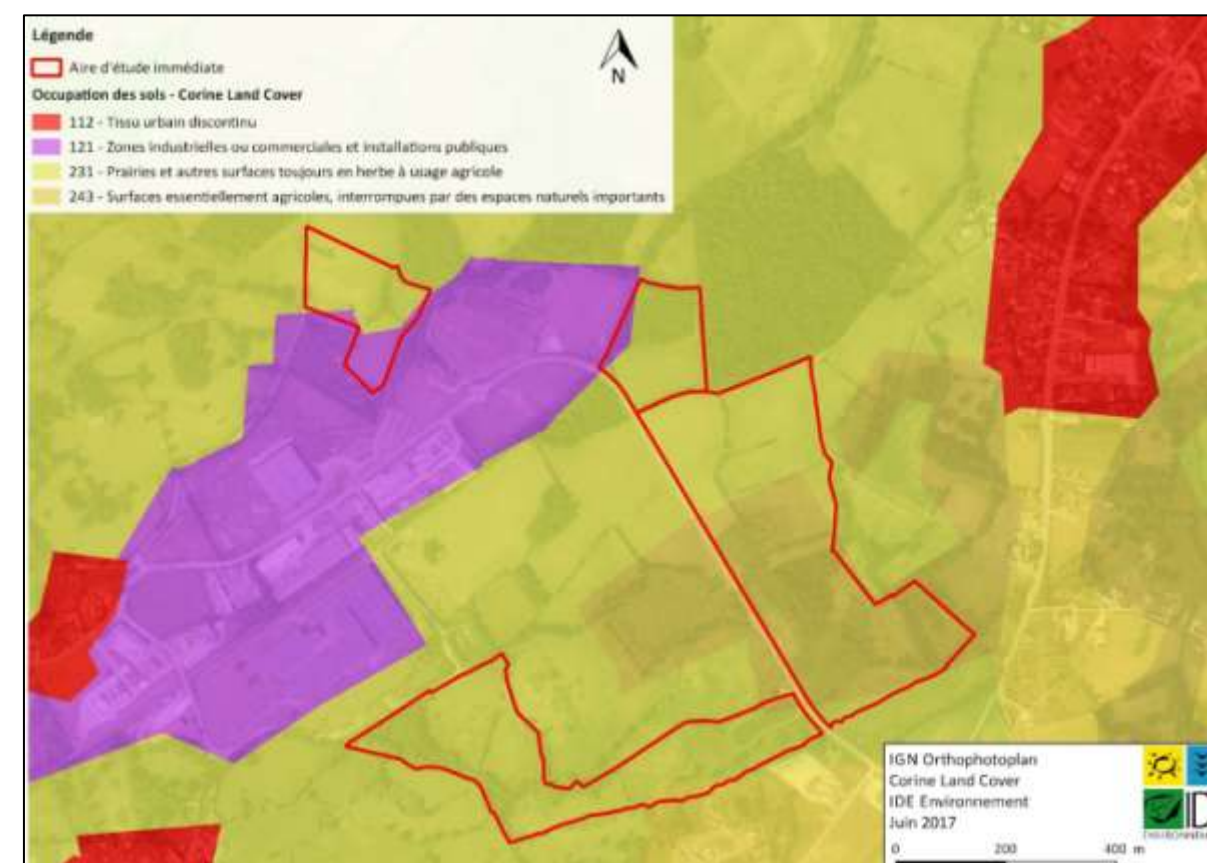 Légende
Aire d'étude immédiate
N
Occupation des sols - Corine Land Cover
112 - Tissu urbain discontinu
121 - Zones industrielles ou commerciales et installations publiques
231 - Prairies et autres surfaces toujours en herbe à usage agricole
243 - Surfaces essentiellement agricoles, interrompues par des espaces naturels importants
IGN Orthophotoplan
Corine Land Cover
IDE Environnement
Juin 2017
0 200 400 m